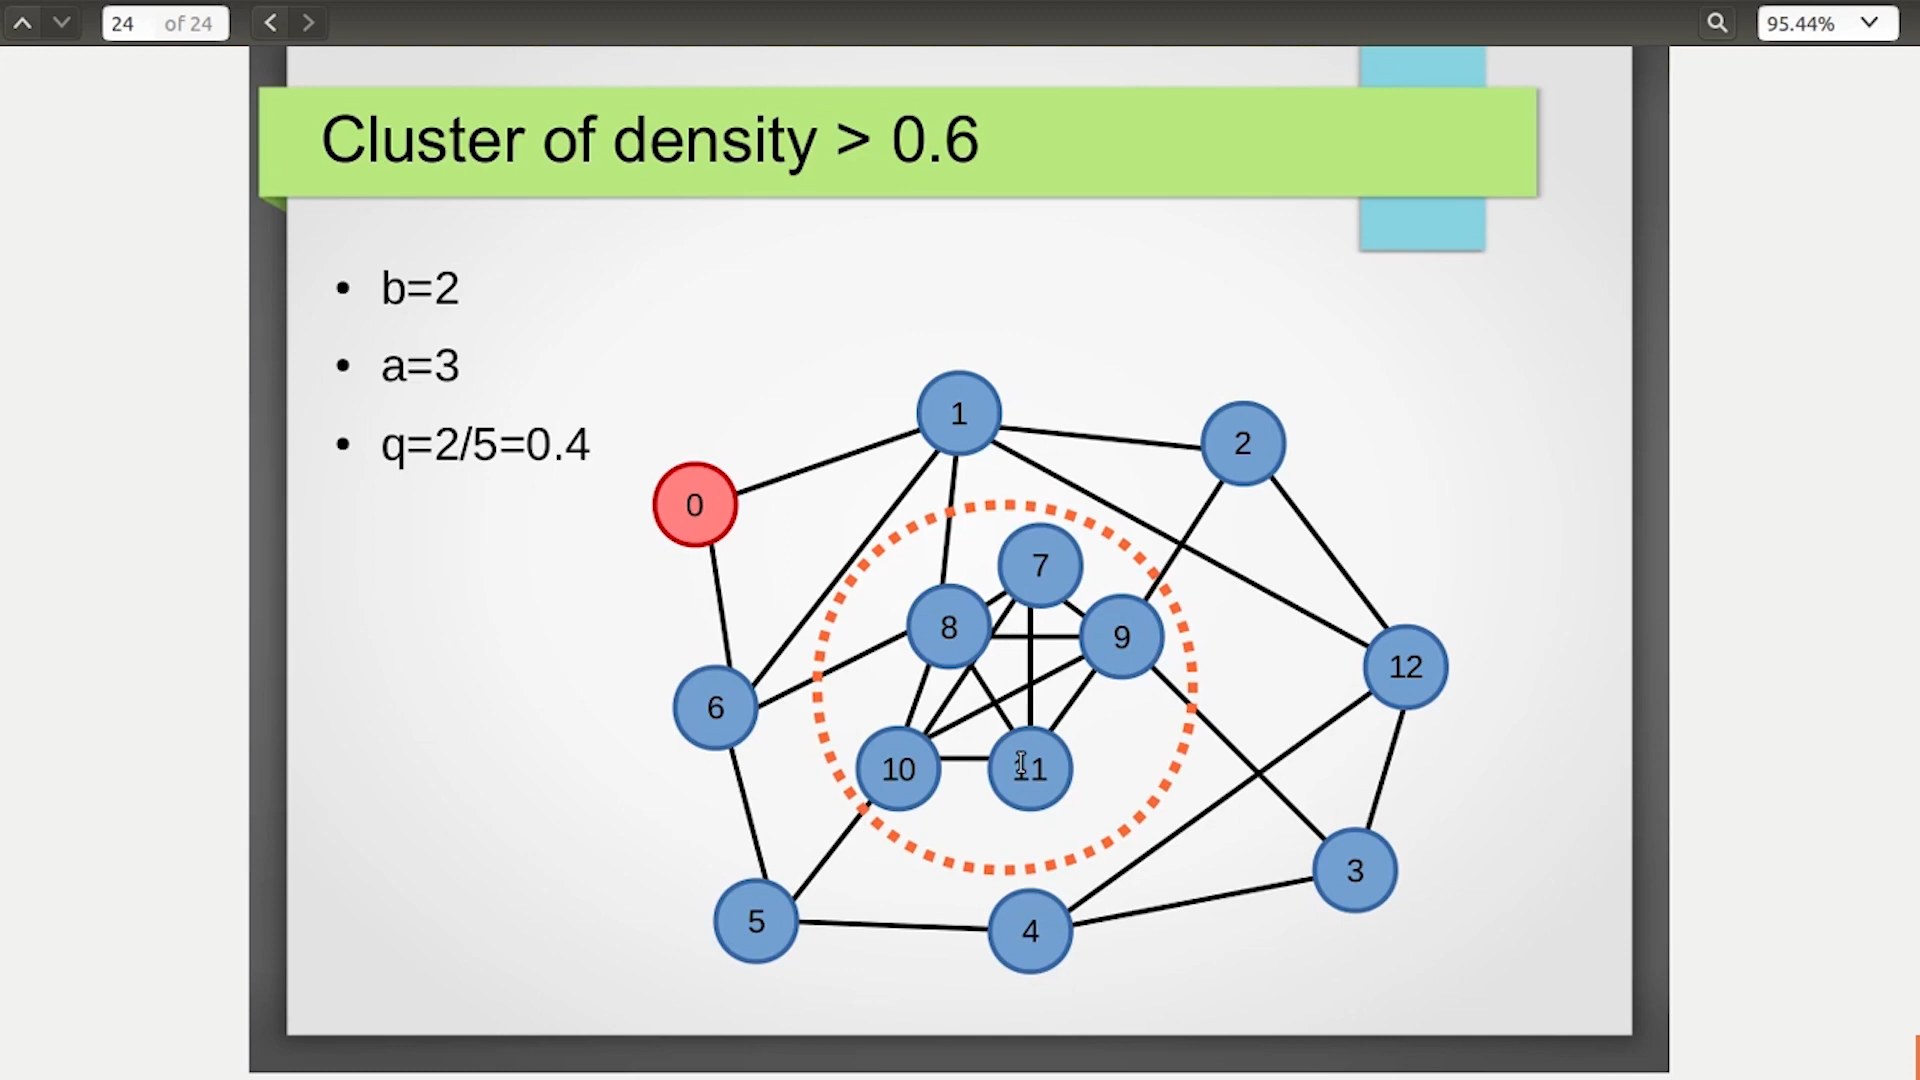 24 of 24
95.44%
Cluster of density > 0.6
• b=2
• a=3
• q=2/5=0.4
1
2
0
7
8
9
12
6
10
11
3
5
4